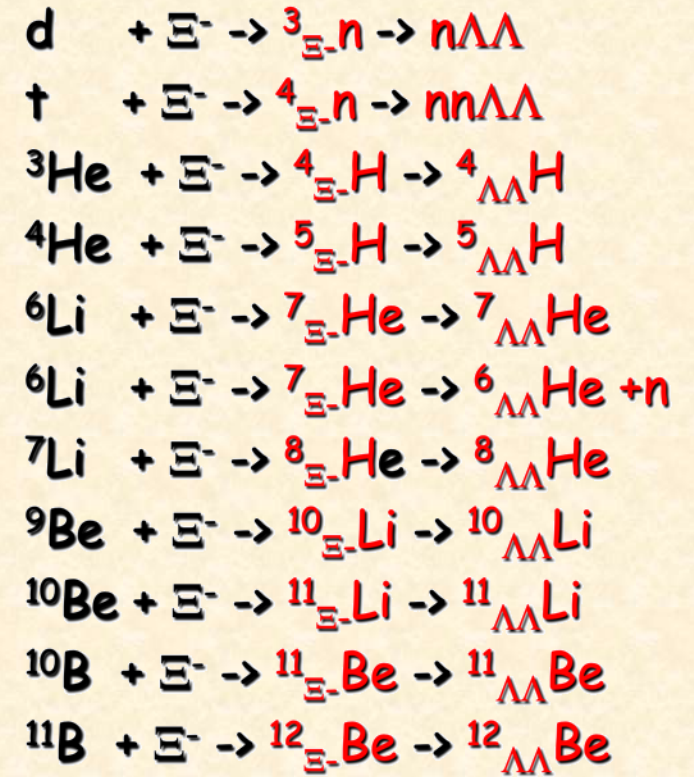 d + Ξ⁻ -> ³Ξ-n -> nΛΛ
t + Ξ⁻ -> ⁴Ξ-n -> nnΛΛ
³He + Ξ⁻ -> ⁴Ξ-H -> ⁴ΛΛH
⁴He + Ξ⁻ -> ⁵Ξ-H -> ⁵ΛΛH
⁶Li + Ξ⁻ -> ⁷Ξ-He -> ⁷ΛΛHe
⁶Li + Ξ⁻ -> ⁷Ξ-He -> ⁶ΛΛHe +n
⁷Li + Ξ⁻ -> ⁸Ξ-He -> ⁸ΛΛHe
⁹Be + Ξ⁻ -> ¹⁰Ξ-Li -> ¹⁰ΛΛLi
¹⁰Be + Ξ⁻ -> ¹¹Ξ-Li -> ¹¹ΛΛLi
¹⁰B + Ξ⁻ -> ¹¹Ξ-Be -> ¹¹ΛΛBe
¹¹B + Ξ⁻ -> ¹²Ξ-Be -> ¹²ΛΛBe